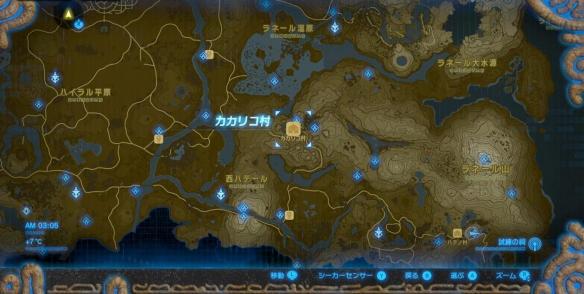 ラネール湿原
ラネール大水源
ハイラル平原
カカリコ村
カカリコ村
ラネール山
西ハテール
ハテノ村
AM 03:05
+7℃
試練の祠
移動 L
シーカーセンサー Y
戻る B
選ぶ A
ズーム